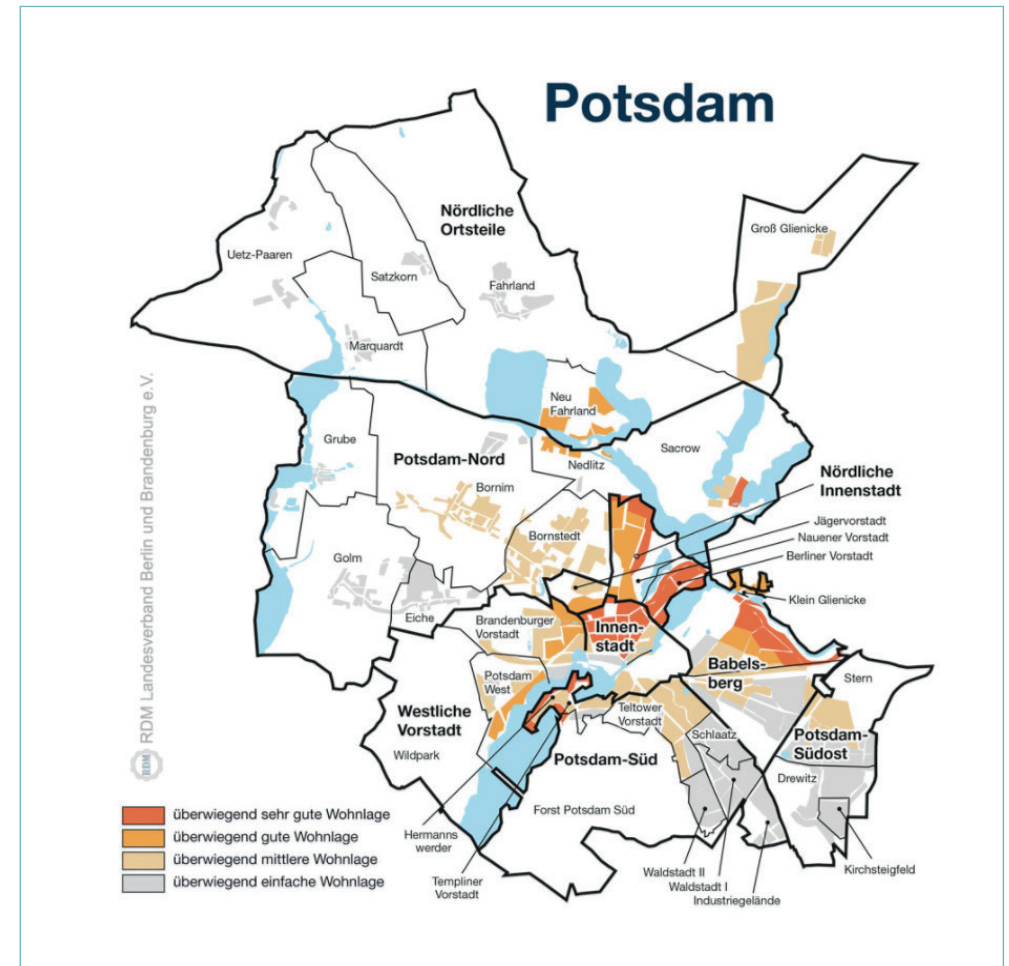 Potsdam
Nördliche
Ortsteile
Groß Glienicke
Uetz-Paaren
Satzkorn
Fahrland
Marquardt
Neu
Fahrland
Grube
Potsdam-Nord
Nedlitz
Sacrow
Nördliche
Innenstadt
Bornim
Bornstedt
Jägervorstadt
Nauener Vorstadt
Berliner Vorstadt
Golm
Klein Glienicke
Eiche
Brandenburger
Vorstadt
Innen-
stadt
Babels-
berg
Stern
Potsdam
West
Westliche
Vorstadt
Teltower
Vorstadt
Schlaatz
Potsdam-
Südost
Wildpark
Potsdam-Süd
Drewitz
Forst Potsdam Süd
Hermanns
werder
Templiner
Vorstadt
Waldstadt II
Waldstadt I
Industriegelände
Kirchsteigfeld
überwiegend sehr gute Wohnlage
überwiegend gute Wohnlage
überwiegend mittlere Wohnlage
überwiegend einfache Wohnlage
RDM
RDM Landesverband Berlin und Brandenburg e.V.